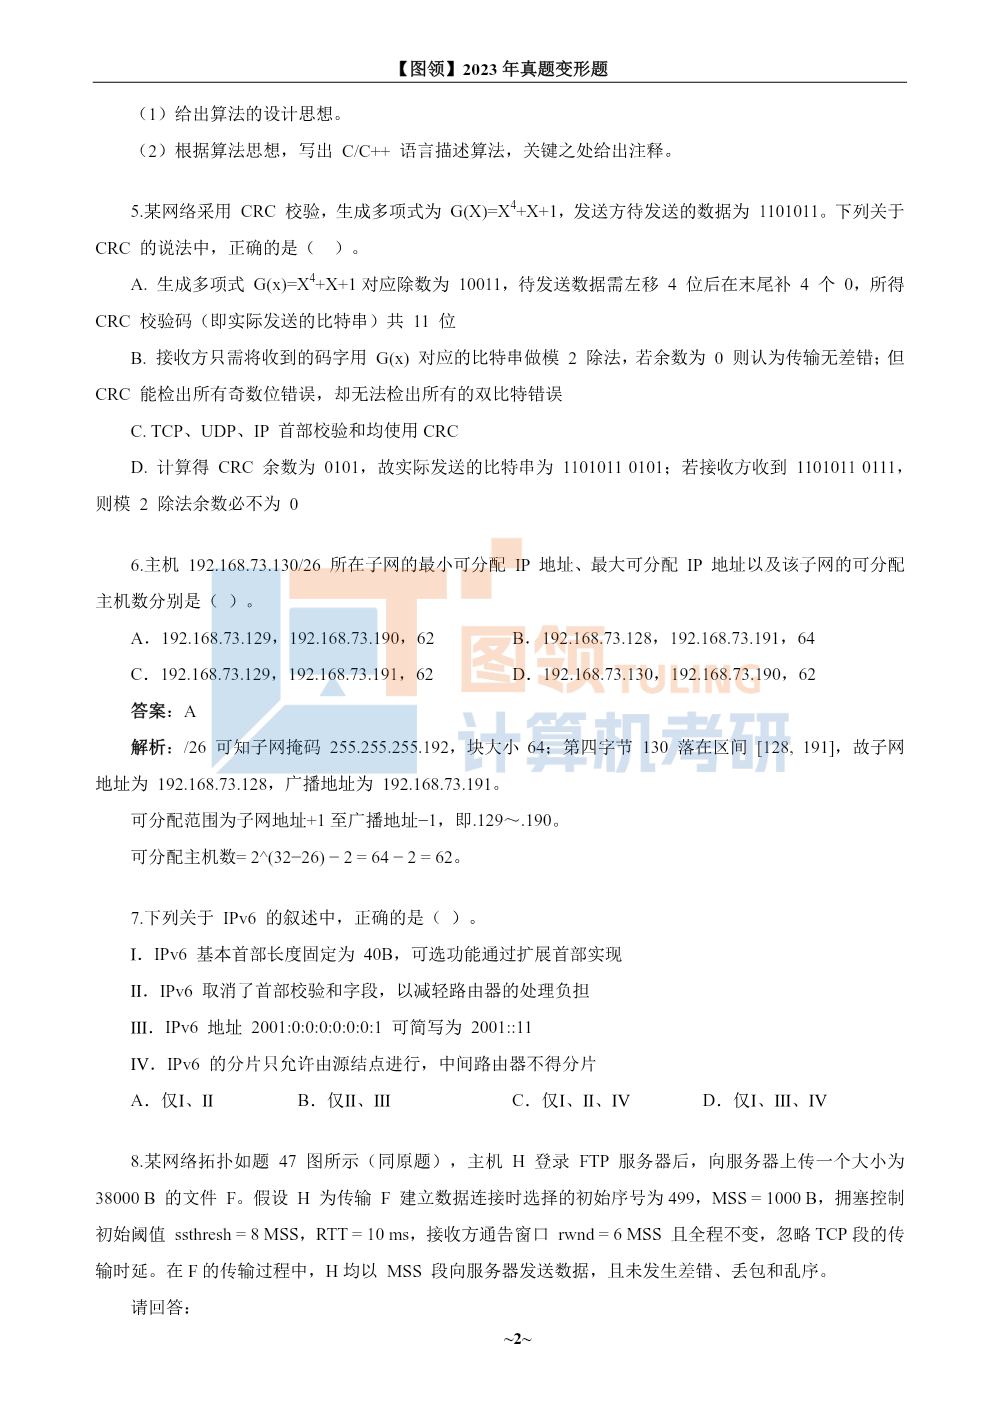 【图领】2023 年真题变形题
（1）给出算法的设计思想。
（2）根据算法思想，写出 C/C++ 语言描述算法，关键之处给出注释。
5.某网络采用 CRC 校验，生成多项式为 G(X)=X⁴+X+1，发送方待发送的数据为 1101011。下列关于
CRC 的说法中，正确的是（ ）。
A. 生成多项式 G(x)=X⁴+X+1 对应除数为 10011，待发送数据需左移 4 位后在末尾补 4 个 0，所得
CRC 校验码（即实际发送的比特串）共 11 位
B. 接收方只需将收到的码字用 G(x) 对应的比特串做模 2 除法，若余数为 0 则认为传输无差错；但
CRC 能检出所有奇数位错误，却无法检出所有的双比特错误
C. TCP、UDP、IP 首部校验和均使用 CRC
D. 计算得 CRC 余数为 0101，故实际发送的比特串为 1101011 0101；若接收方收到 1101011 0111，
则模 2 除法余数必不为 0
6.主机 192.168.73.130/26 所在子网的最小可分配 IP 地址、最大可分配 IP 地址以及该子网的可分配
主机数分别是（ ）。
A．192.168.73.129，192.168.73.190，62 B．192.168.73.128，192.168.73.191，64
C．192.168.73.129，192.168.73.191，62 D．192.168.73.130，192.168.73.190，62
答案：A
解析：/26 可知子网掩码 255.255.255.192，块大小 64；第四字节 130 落在区间 [128, 191]，故子网
地址为 192.168.73.128，广播地址为 192.168.73.191。
可分配范围为子网地址+1 至广播地址−1，即.129～.190。
可分配主机数= 2^(32−26) − 2 = 64 − 2 = 62。
7.下列关于 IPv6 的叙述中，正确的是（ ）。
I．IPv6 基本首部长度固定为 40B，可选功能通过扩展首部实现
II．IPv6 取消了首部校验和字段，以减轻路由器的处理负担
III．IPv6 地址 2001:0:0:0:0:0:0:1 可简写为 2001::11
IV．IPv6 的分片只允许由源结点进行，中间路由器不得分片
A．仅I、II B．仅II、III C．仅I、II、IV D．仅I、III、IV
8.某网络拓扑如题 47 图所示（同原题），主机 H 登录 FTP 服务器后，向服务器上传一个大小为
38000 B 的文件 F。假设 H 为传输 F 建立数据连接时选择的初始序号为 499，MSS = 1000 B，拥塞控制
初始阈值 ssthresh = 8 MSS，RTT = 10 ms，接收方通告窗口 rwnd = 6 MSS 且全程不变，忽略 TCP 段的传
输时延。在 F 的传输过程中，H 均以 MSS 段向服务器发送数据，且未发生差错、丢包和乱序。
请回答：
~2~
图领 TULING
计算机考研